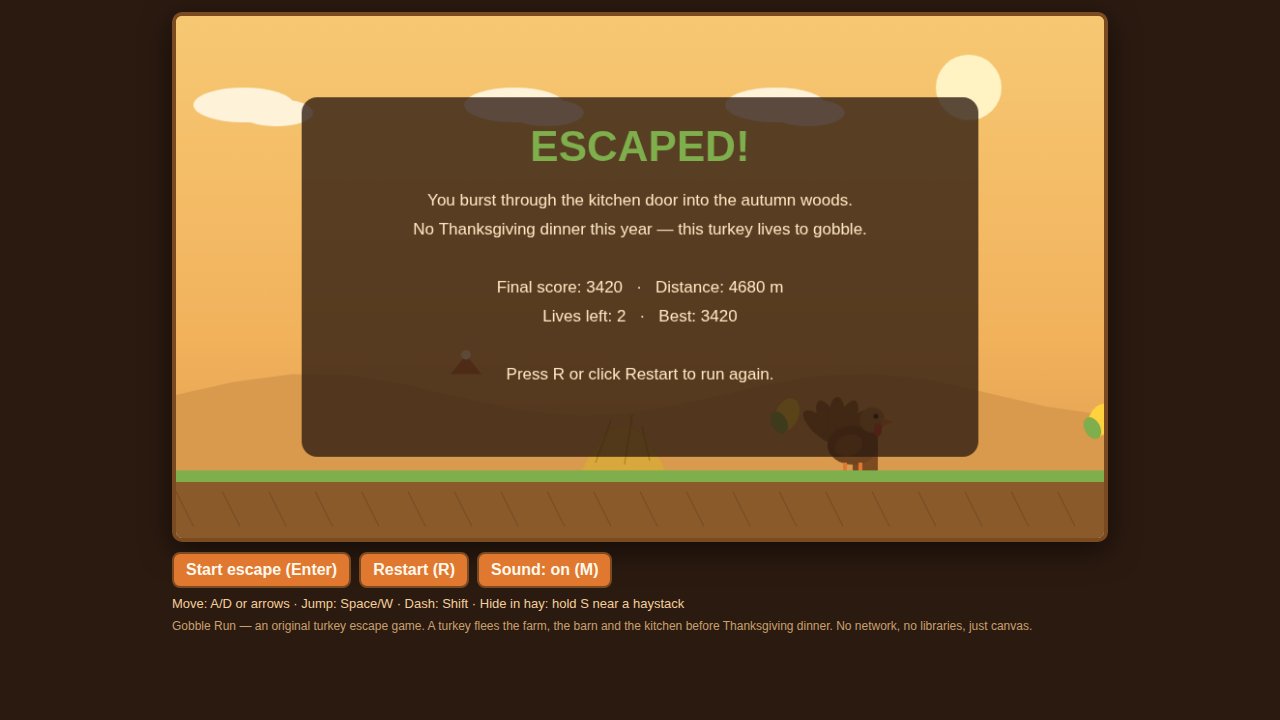 ESCAPED!
You burst through the kitchen door into the autumn woods.
No Thanksgiving dinner this year — this turkey lives to gobble.
Final score: 3420 · Distance: 4680 m
Lives left: 2 · Best: 3420
Press R or click Restart to run again.
Start escape (Enter) Restart (R) Sound: on (M)
Move: A/D or arrows · Jump: Space/W · Dash: Shift · Hide in hay: hold S near a haystack
Gobble Run — an original turkey escape game. A turkey flees the farm, the barn and the kitchen before Thanksgiving dinner. No network, no libraries, just canvas.